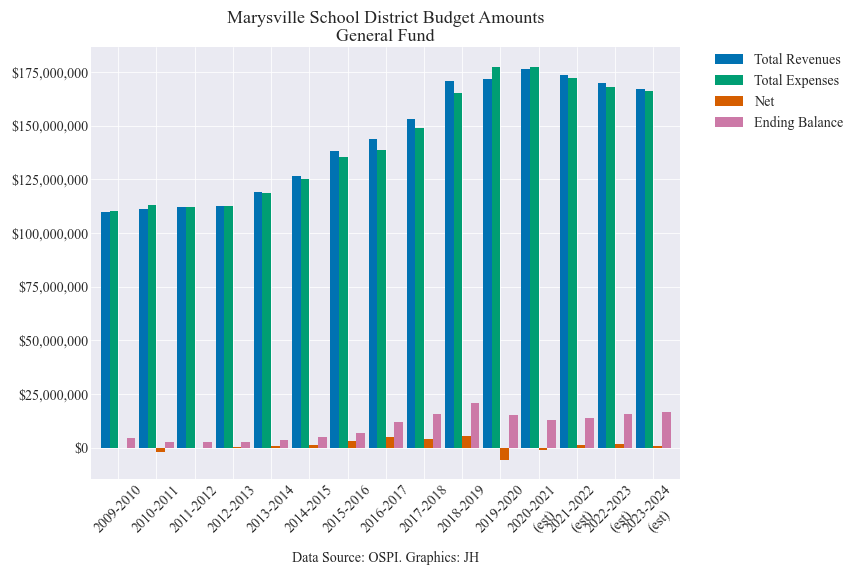 Marysville School District Budget Amounts
General Fund
Total Revenues
Total Expenses
Net
Ending Balance
$175,000,000
$150,000,000
$125,000,000
$100,000,000
$75,000,000
$50,000,000
$25,000,000
$0
2009-2010
2010-2011
2011-2012
2012-2013
2013-2014
2014-2015
2015-2016
2016-2017
2017-2018
2018-2019
2019-2020
2020-2021
(est)
2021-2022
(est)
2022-2023
(est)
2023-2024
(est)
Data Source: OSPI. Graphics: JH